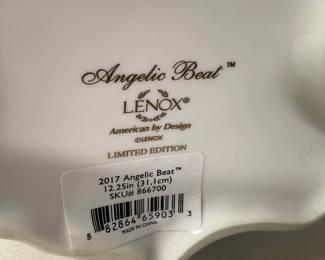 Angelic Beat™
LENOX®
American by Design
©LENOX
LIMITED EDITION
2017 Angelic Beat™
12.25in (31,1cm)
SKU# 866700
8 82864 65903 3
MADE IN CHINA